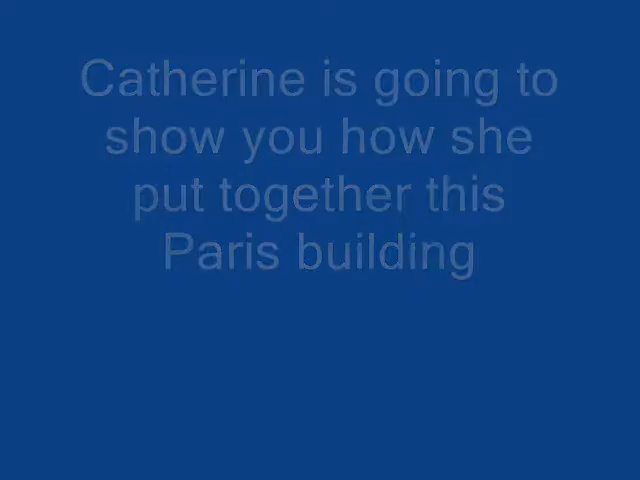 Catherine is going to
show you how she
put together this
Paris building